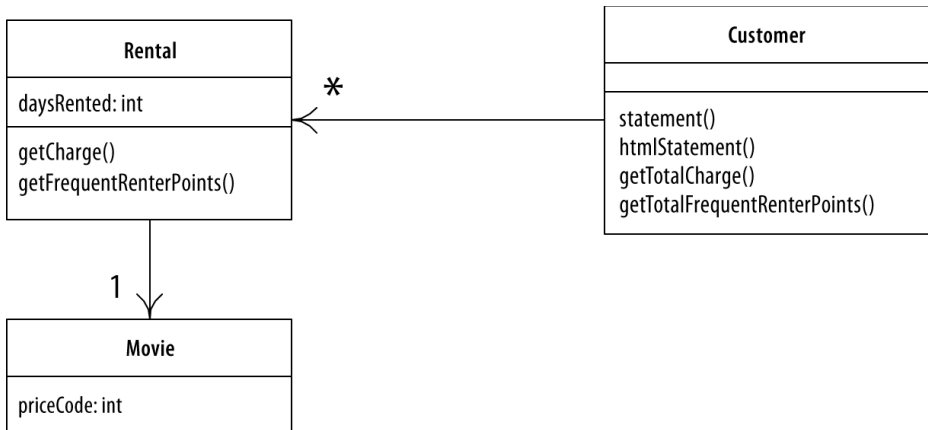 Rental
daysRented: int
getCharge()
getFrequentRenterPoints()
*
Customer
statement()
htmlStatement()
getTotalCharge()
getTotalFrequentRenterPoints()
1
Movie
priceCode: int